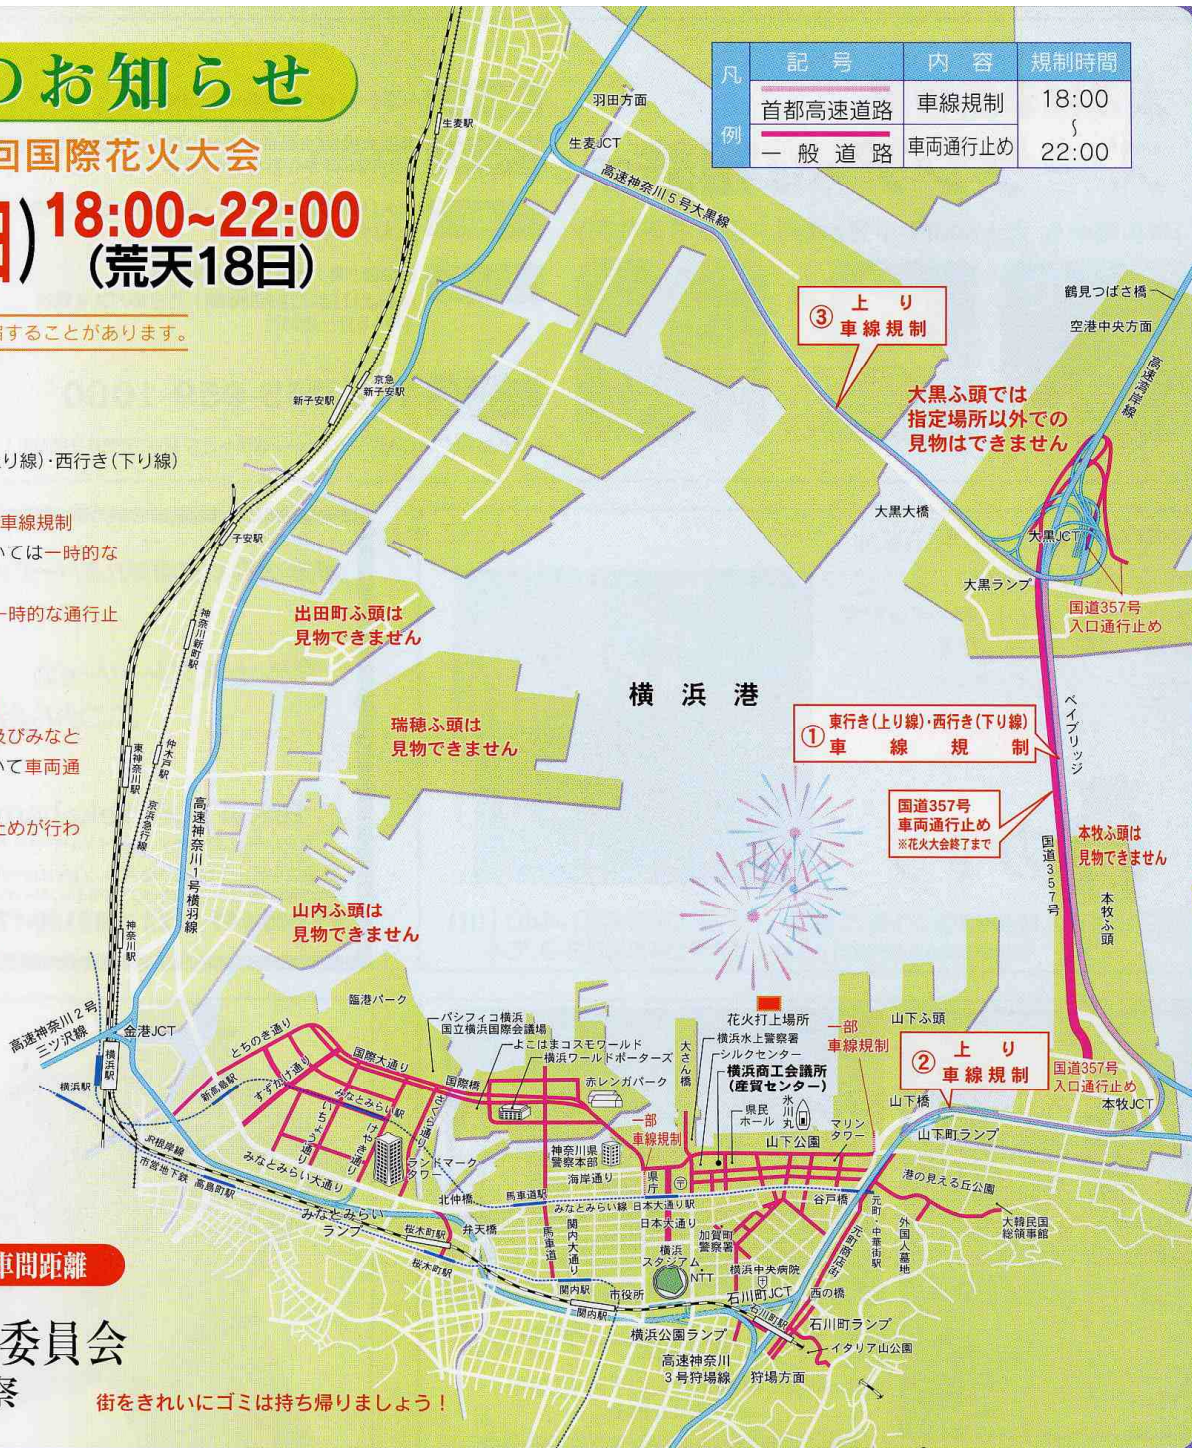 のお知らせ
回国際花火大会
日) 18:00~22:00
(荒天18日)
することがあります。
り線)・西行き(下り線)
車線規制
いては一時的な
一時的な通行止
及びみなと
いて車両通
止めが行わ
車間距離
委員会
察
街をきれいにゴミは持ち帰りましょう!
凡例
記号 内容 規制時間
首都高速道路 車線規制 18:00
〜
一般道路 車両通行止め 22:00
羽田方面
生麦駅
生麦JCT
高速神奈川5号大黒線
鶴見つばさ橋
空港中央方面
高速湾岸線
③ 上り
車線規制
大黒ふ頭では
指定場所以外での
見物はできません
京急
新子安駅
新子安駅
大黒大橋
大黒JCT
子安駅
大黒ランプ
国道357号
入口通行止め
出田町ふ頭は
見物できません
神奈川新町駅
横浜港
瑞穂ふ頭は
見物できません
① 東行き(上り線)・西行き(下り線)
車線規制
ベイブリッジ
仲木戸駅
東神奈川駅
京浜急行線
高速神奈川1号横羽線
国道357号
車両通行止め
※花火大会終了まで
国道357号
本牧ふ頭は
見物できません
本牧ふ頭
山内ふ頭は
見物できません
神奈川駅
臨港パーク
高速神奈川2号
三ツ沢線
金港JCT
パシフィコ横浜
国立横浜国際会議場
よこはまコスモワールド
横浜ワールドポーターズ
花火打上場所
横浜水上警察署
シルクセンター
横浜商工会議所
(産貿センター)
一部
車線規制
山下ふ頭
② 上り
車線規制
国道357号
入口通行止め
本牧JCT
とちのき通り
国際大通り
国際橋
赤レンガパーク
大さん橋
横浜駅
横浜駅
新高島駅
すずかけ通り
みなとみらい駅
さくら通り
いちょう通り
けやき通り
県民
ホール
氷川丸
山下橋
山下町ランプ
一部
車線規制
山下公園
マリン
タワー
JR根岸線
市営地下鉄
高島町駅
みなとみらい大通り
ランドマーク
タワー
神奈川県
警察本部
海岸通り
県庁
港の見える丘公園
みなとみらい
ランプ
北仲橋
馬車道駅
みなとみらい線
日本大通り駅
谷戸橋
桜木町駅
弁天橋
馬車道
関内大通り
日本大通り
加賀町
警察署
元町・中華街駅
外国人墓地
大韓民国
総領事館
桜木町駅
横浜
スタジアム
NTT
横浜中央病院
元町商店街
関内駅
市役所
石川町JCT
西の橋
関内駅
横浜公園ランプ
石川町駅
石川町ランプ
イタリア山公園
高速神奈川
3号狩場線
狩場方面